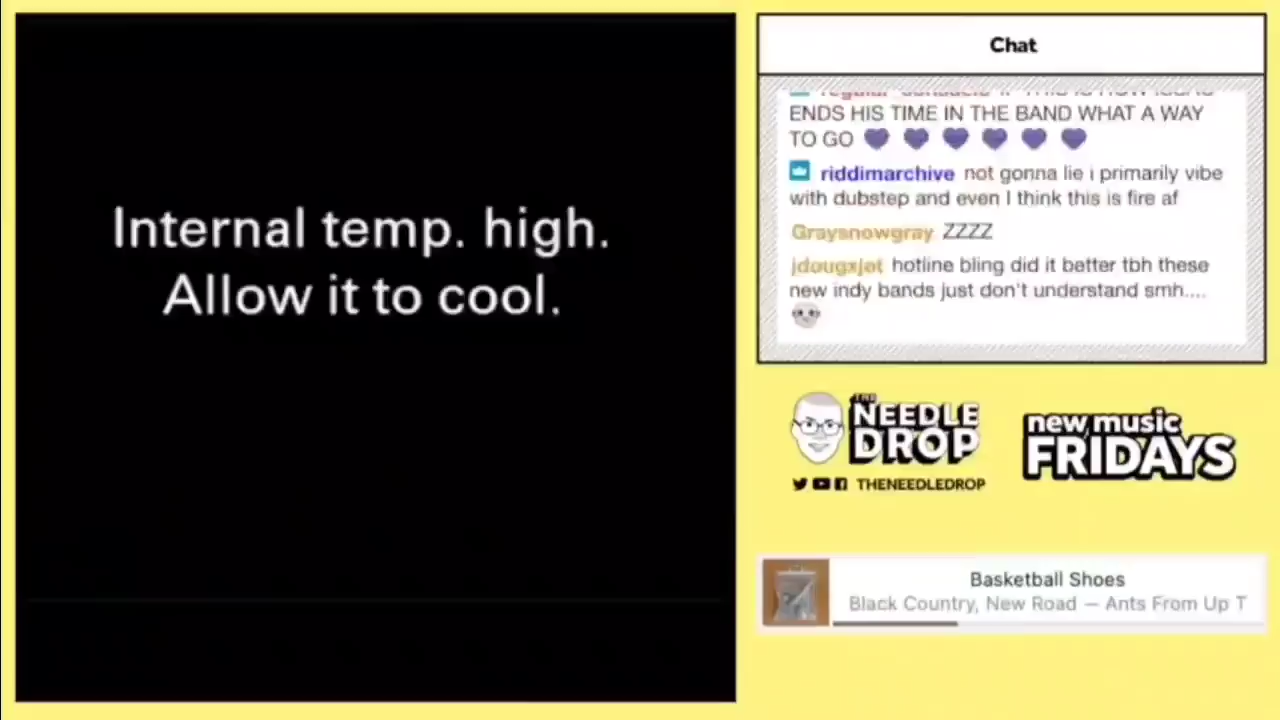 Internal temp. high.
Allow it to cool.
Chat
ENDS HIS TIME IN THE BAND WHAT A WAY
TO GO 💜 💜 💜 💜 💜 💜
riddimarchive not gonna lie i primarily vibe
with dubstep and even I think this is fire af
Graysnowgray ZZZZ
jdougxjet hotline bling did it better tbh these
new indy bands just don't understand smh....
THE
NEEDLE
DROP
THENEEDLEDROP
new music
FRIDAYS
Basketball Shoes
Black Country, New Road — Ants From Up T